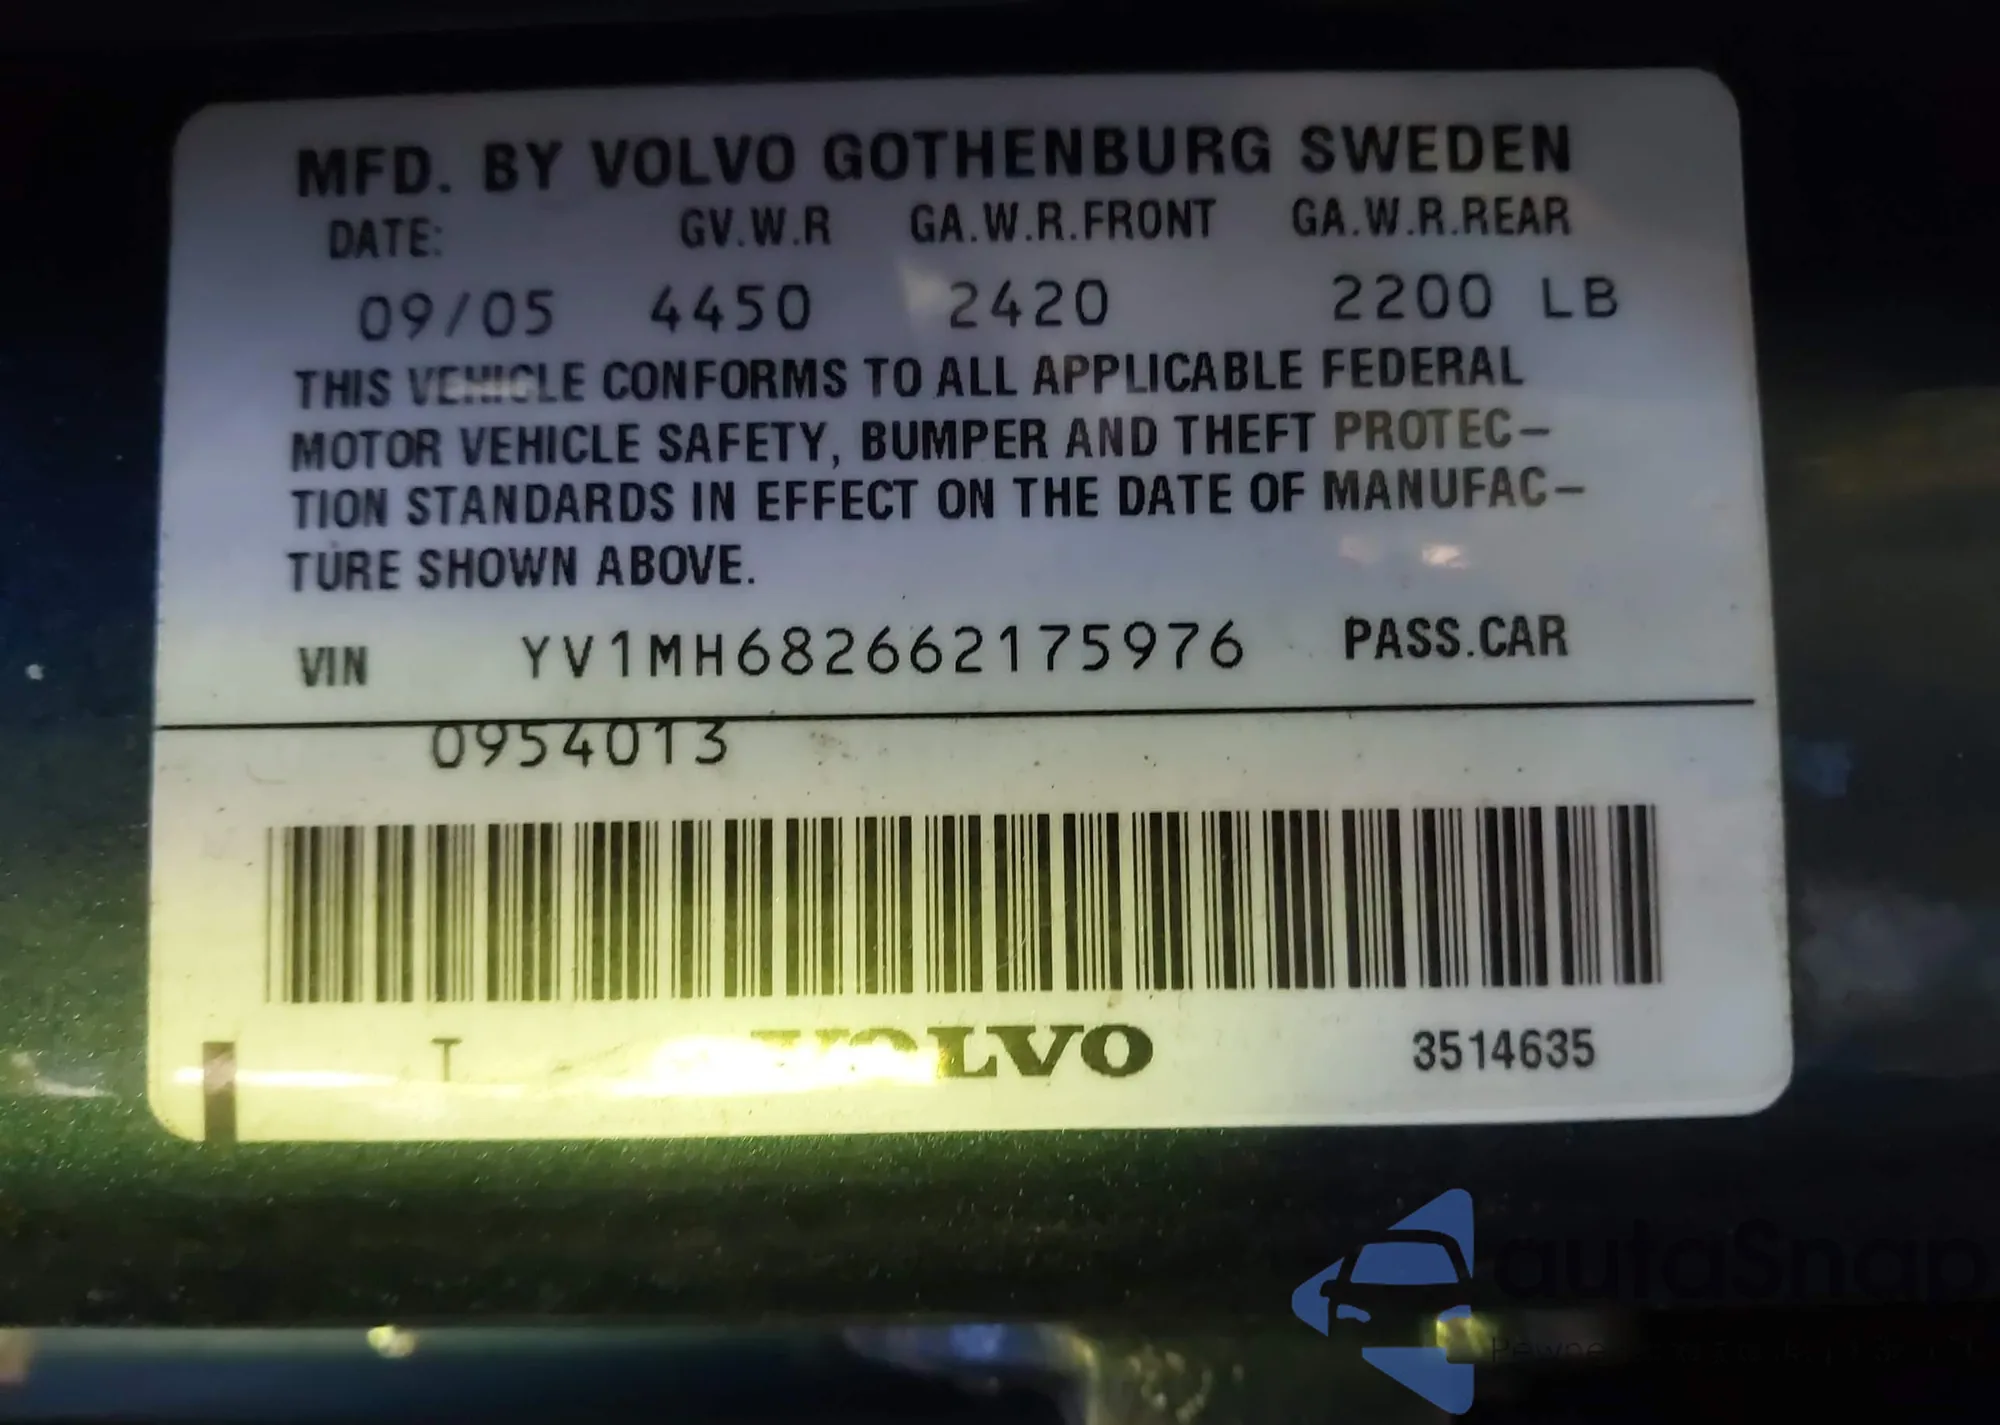 MFD. BY VOLVO GOTHENBURG SWEDEN
DATE: GV.W.R GA.W.R.FRONT GA.W.R.REAR
09/05 4450 2420 2200 LB
THIS VEHICLE CONFORMS TO ALL APPLICABLE FEDERAL
MOTOR VEHICLE SAFETY, BUMPER AND THEFT PROTEC-
TION STANDARDS IN EFFECT ON THE DATE OF MANUFAC-
TURE SHOWN ABOVE.
VIN YV1MH682662175976 PASS.CAR
0954013
T VOLVO 3514635
autoSnap